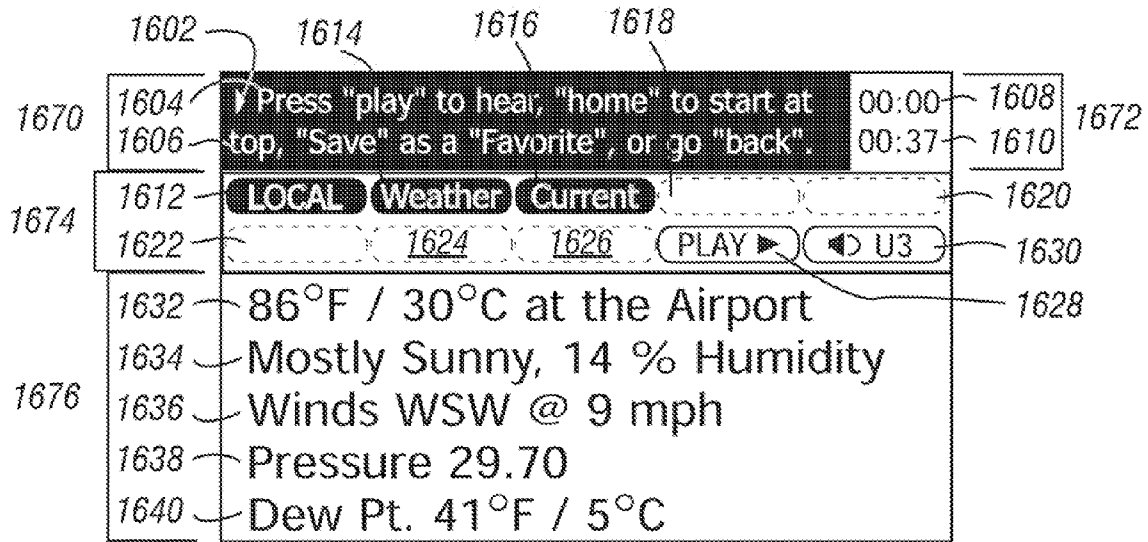 1602 1614 1616 1618
1670 1604 Press "play" to hear, "home" to start at 00:00 1608 1672
1606 top, "Save" as a "Favorite", or go "back". 00:37 1610
1674 1612 LOCAL Weather Current 1620
1622 1624 1626 PLAY ► U3 1630
1632 86°F / 30°C at the Airport 1628
1634 Mostly Sunny, 14 % Humidity
1676 1636 Winds WSW @ 9 mph
1638 Pressure 29.70
1640 Dew Pt. 41°F / 5°C